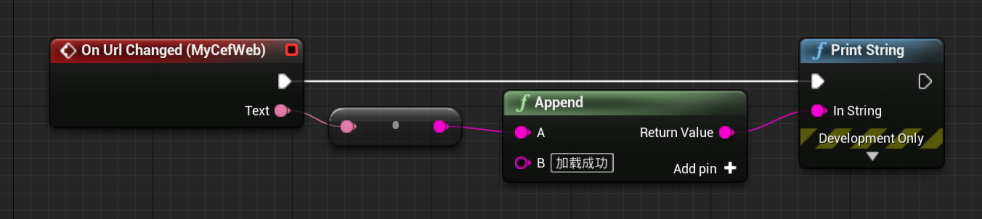 On Url Changed (MyCefWeb)
Text
f Append
A
Return Value
B 加载成功
Add pin
f Print String
In String
Development Only